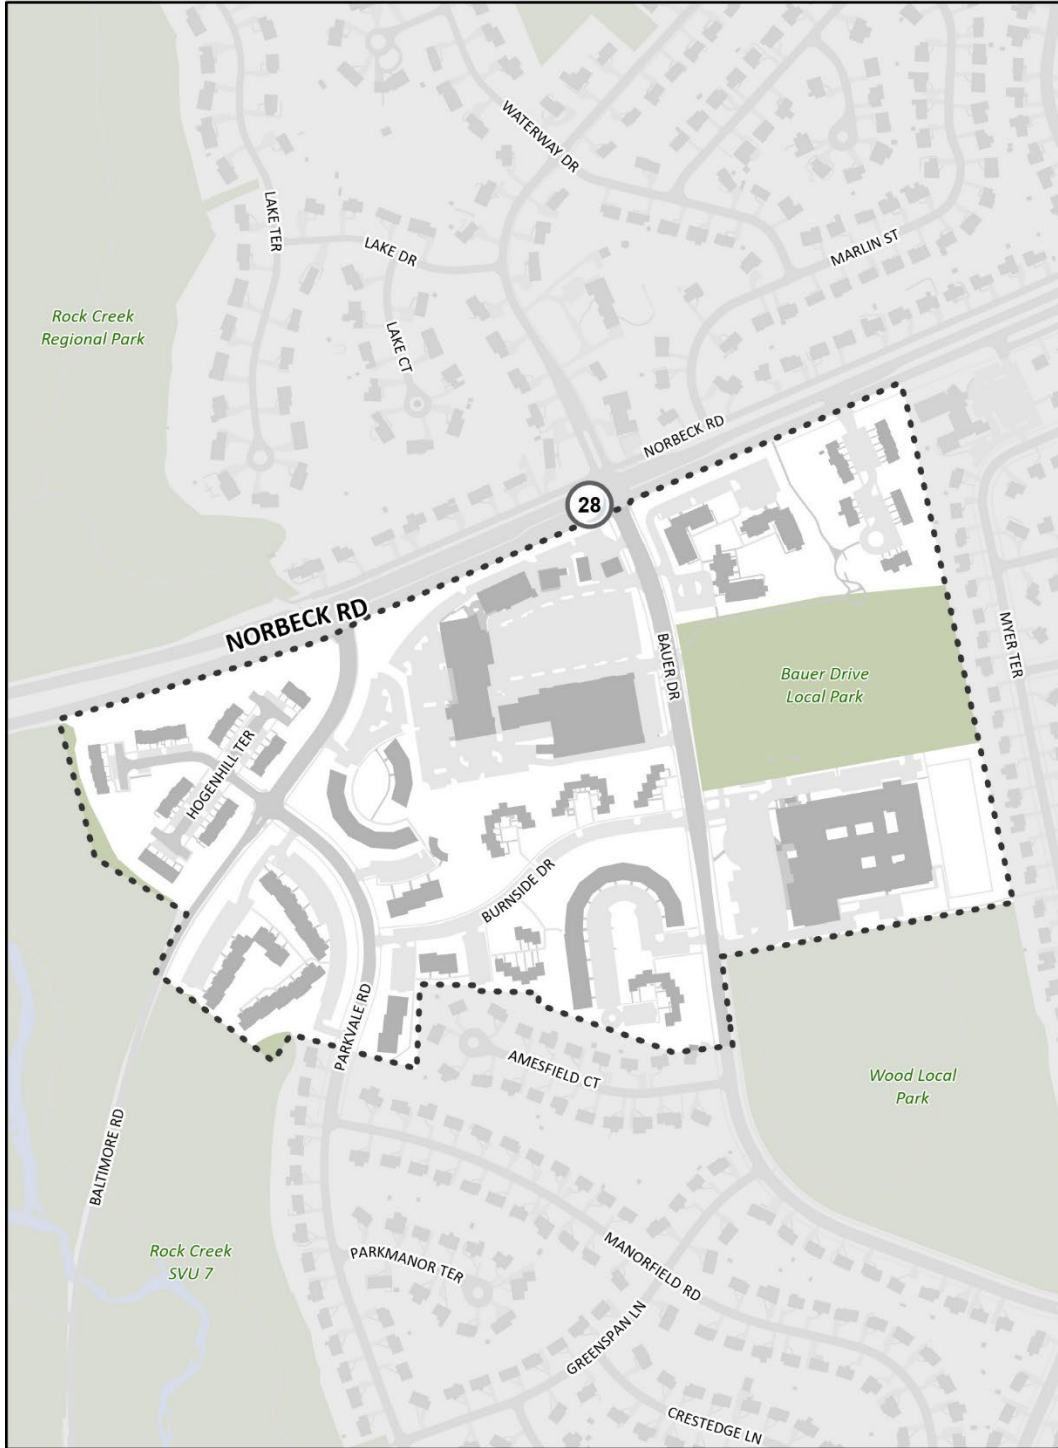 WATERWAY DR
LAKE TER
LAKE DR
MARLIN ST
Rock Creek
Regional Park
LAKE CT
NORBECK RD
28
NORBECK RD
MYER TER
BAUER DR
Bauer Drive
Local Park
HOGENHILL TER
BURNSIDE DR
PARKVALE RD
AMESFIELD CT
Wood Local
Park
BALTIMORE RD
Rock Creek
SVU 7
PARKMANOR TER
MANORFIELD RD
GREENSPAN LN
CRESTEDGE LN